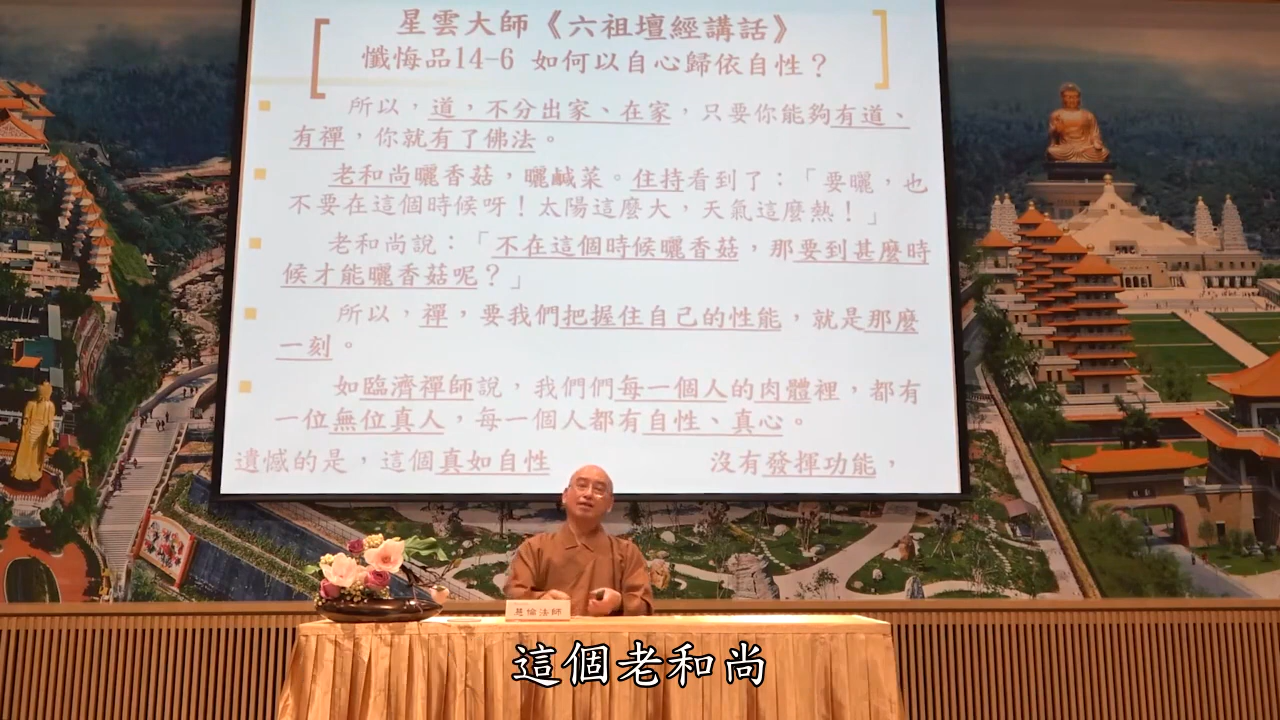 星雲大師《六祖壇經講話》
懺悔品14-6 如何以自心歸依自性？
所以，道，不分出家、在家，只要你能夠有道、
有禪，你就有了佛法。
老和尚曬香菇，曬鹹菜。住持看到了：「要曬，也
不要在這個時候呀！太陽這麼大，天氣這麼熱！」
老和尚說：「不在這個時候曬香菇，那要到甚麼時
候才能曬香菇呢？」
所以，禪，要我們把握住自己的性能，就是那麼
一刻。
如臨濟禪師說，我們們每一個人的肉體裡，都有
一位無位真人，每一個人都有自性、真心。
遺憾的是，這個真如自性 沒有發揮功能，
慈倫法師
這個老和尚